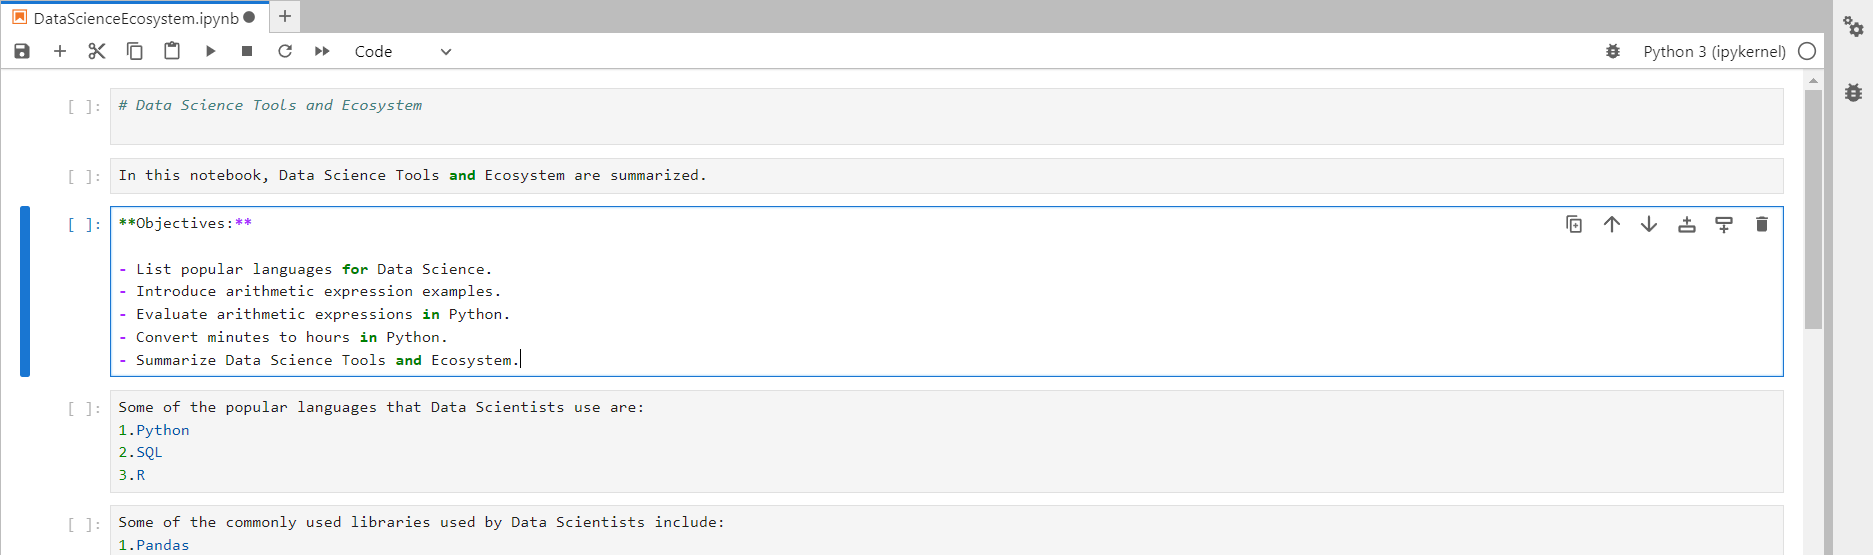 DataScienceEcosystem.ipynb
Code
Python 3 (ipykernel)
[ ]: # Data Science Tools and Ecosystem
[ ]: In this notebook, Data Science Tools and Ecosystem are summarized.
[ ]: **Objectives:**
- List popular languages for Data Science.
- Introduce arithmetic expression examples.
- Evaluate arithmetic expressions in Python.
- Convert minutes to hours in Python.
- Summarize Data Science Tools and Ecosystem.
[ ]: Some of the popular languages that Data Scientists use are:
1.Python
2.SQL
3.R
[ ]: Some of the commonly used libraries used by Data Scientists include:
1.Pandas